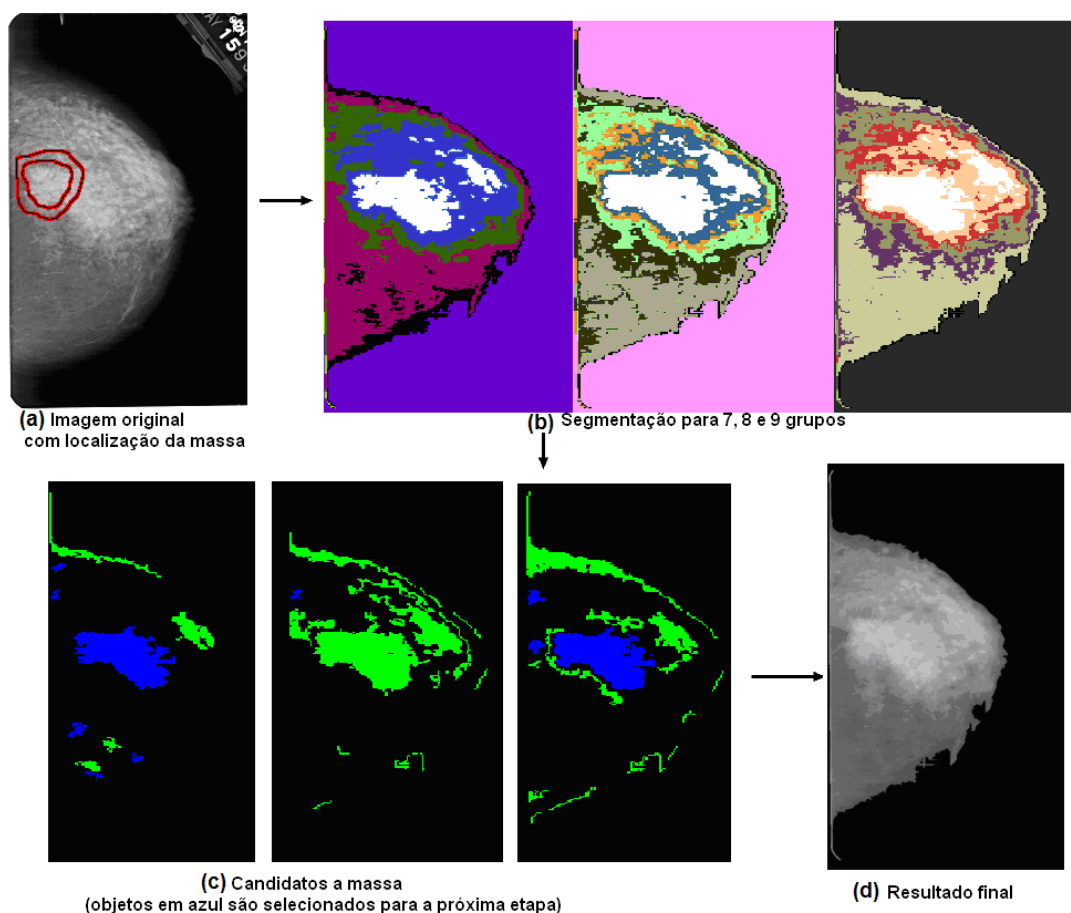 159
(a) Imagem original
com localização da massa
(b) Segmentação para 7, 8 e 9 grupos
(c) Candidatos a massa
(objetos em azul são selecionados para a próxima etapa)
(d) Resultado final